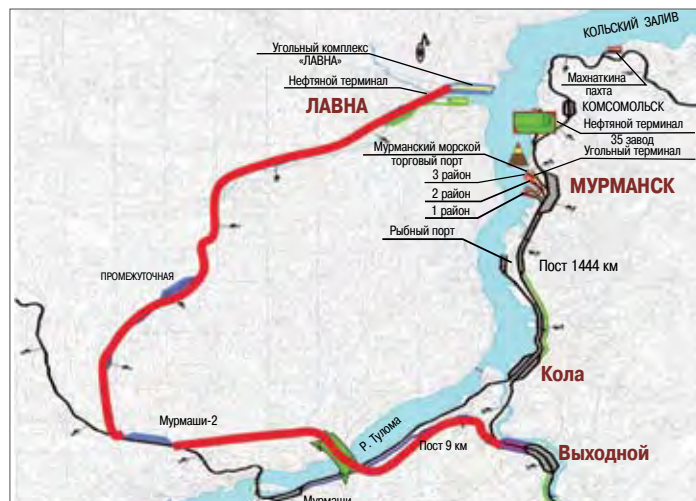 КОЛЬСКИЙ ЗАЛИВ
Угольный комплекс
«ЛАВНА»
Нефтяной терминал
ЛАВНА
Махнаткина
пахта
КОМСОМОЛЬСК
Нефтяной терминал
35 завод
Угольный терминал
Мурманский морской
торговый порт
3 район
2 район
1 район
МУРМАНСК
Рыбный порт
Пост 1444 км
ПРОМЕЖУТОЧНАЯ
Кола
Мурмаши-2
Р. Тулома
Пост 9 км
Выходной
Мурмаши